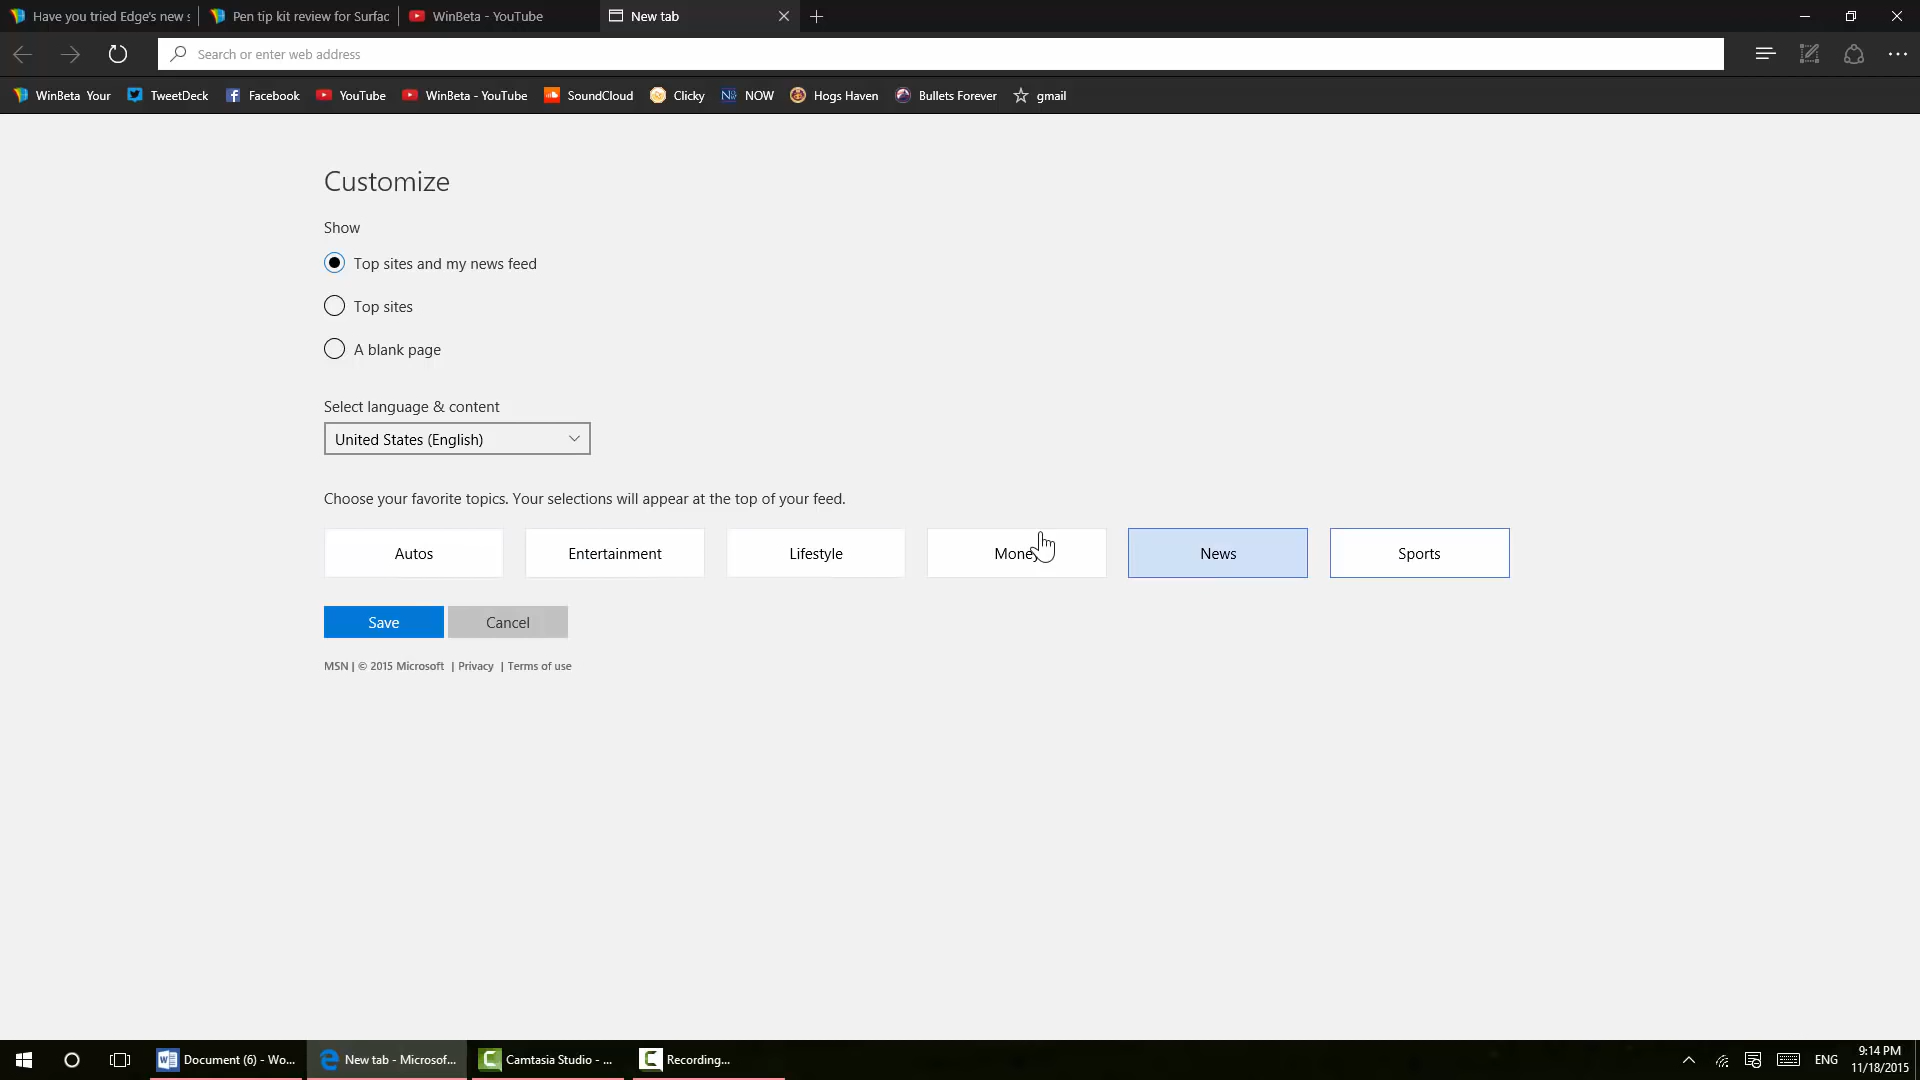 Have you tried Edge's new s
Pen tip kit review for Surfac
WinBeta - YouTube
New tab
Search or enter web address
WinBeta Your
TweetDeck
Facebook
YouTube
WinBeta - YouTube
SoundCloud
Clicky
NOW
Hogs Haven
Bullets Forever
gmail
Customize
Show
Top sites and my news feed
Top sites
A blank page
Select language & content
United States (English)
Choose your favorite topics. Your selections will appear at the top of your feed.
Autos
Entertainment
Lifestyle
Money
News
Sports
Save
Cancel
MSN | © 2015 Microsoft | Privacy | Terms of use
Document (6) - Wo...
New tab - Microsof...
Camtasia Studio - ...
Recording...
ENG
9:14 PM
11/18/2015